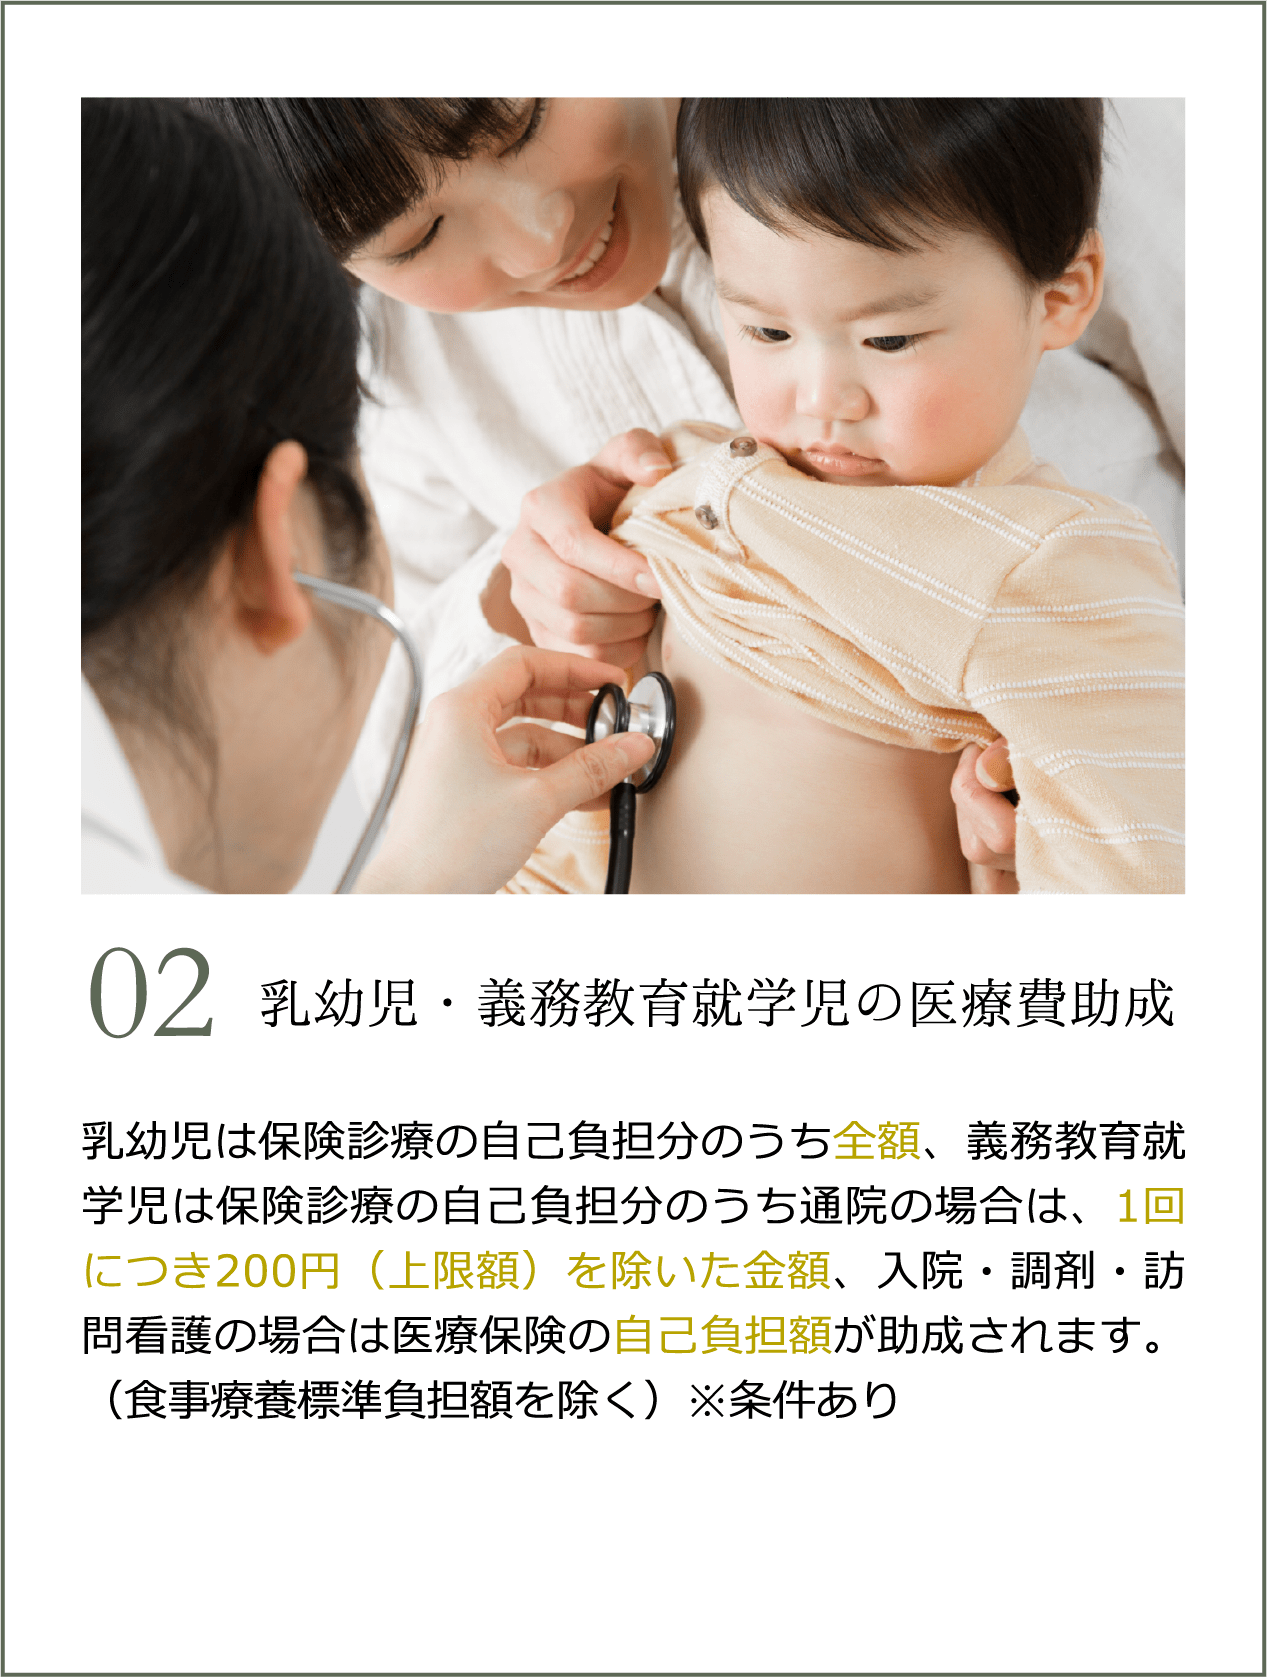 02 乳幼児・義務教育就学児の医療費助成
乳幼児は保険診療の自己負担分のうち全額、義務教育就
学児は保険診療の自己負担分のうち通院の場合は、1回
につき200円（上限額）を除いた金額、入院・調剤・訪
問看護の場合は医療保険の自己負担額が助成されます。
（食事療養標準負担額を除く）※条件あり